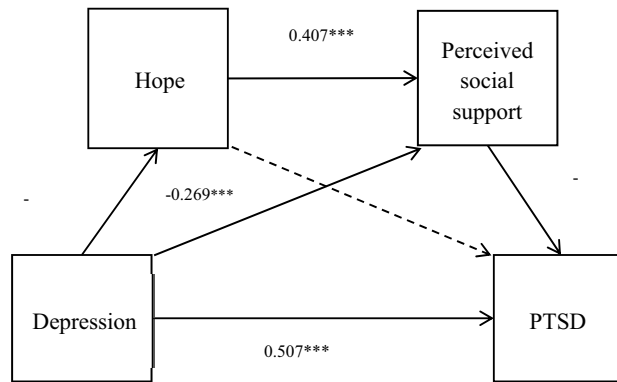 0.407***
Hope
Perceived
social
support
-
-0.269***
-
Depression
PTSD
0.507***